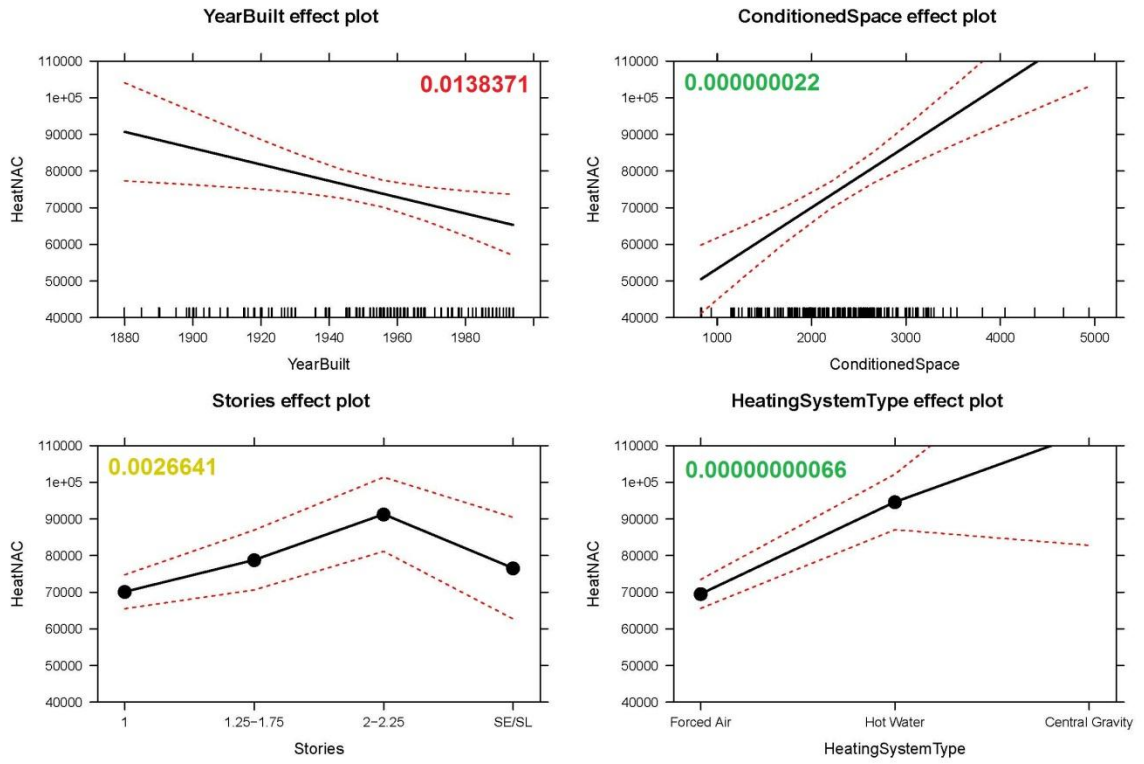 YearBuilt effect plot
0.0138371
HeatNAC
110000
1e+05
90000
80000
70000
60000
50000
40000
1880 1900 1920 1940 1960 1980
YearBuilt
ConditionedSpace effect plot
0.000000022
HeatNAC
110000
1e+05
90000
80000
70000
60000
50000
40000
1000 2000 3000 4000 5000
ConditionedSpace
Stories effect plot
0.0026641
HeatNAC
110000
1e+05
90000
80000
70000
60000
50000
40000
1 1.25−1.75 2−2.25 SE/SL
Stories
HeatingSystemType effect plot
0.00000000066
HeatNAC
110000
1e+05
90000
80000
70000
60000
50000
40000
Forced Air Hot Water Central Gravity
HeatingSystemType